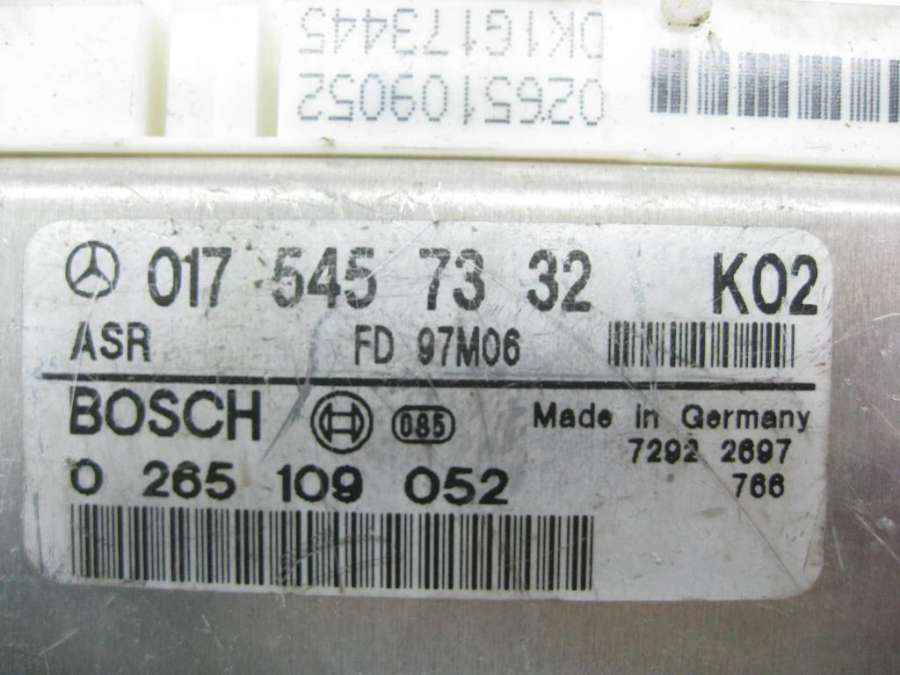 0K1G173445
0265109052
017 545 73 32 K02
ASR FD 97M06
BOSCH 085 Made in Germany
7292 2697
0 265 109 052 766